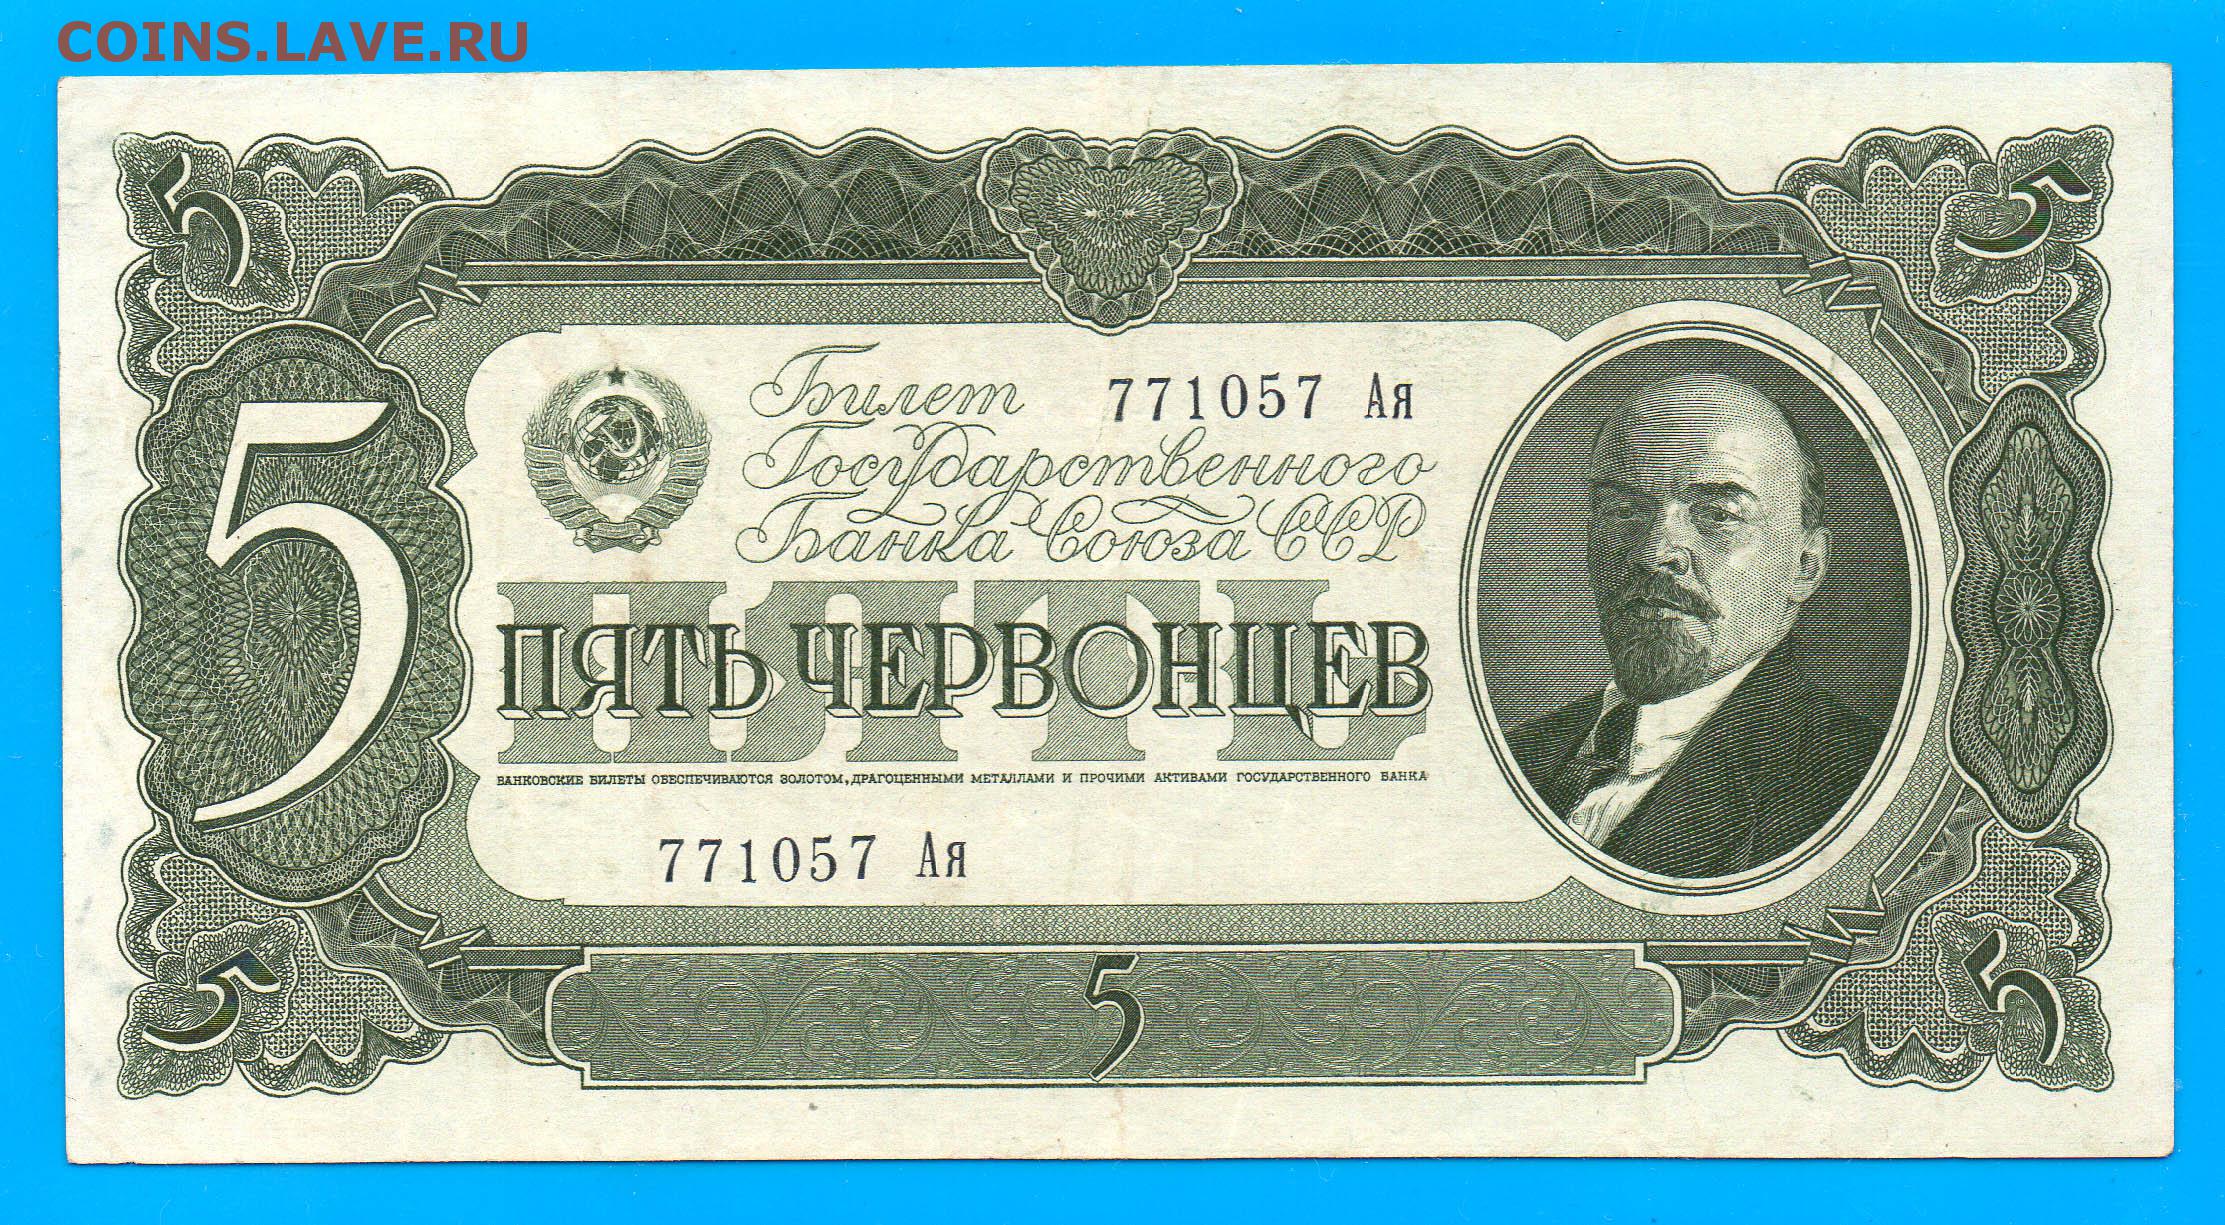 COINS.LAVE.RU
5 5
Билет 771057 Ая
Государственного
Банка Союза ССР
5
ПЯТЬ
ПЯТЬ ЧЕРВОНЦЕВ
БАНКОВСКИЕ БИЛЕТЫ ОБЕСПЕЧИВАЮТСЯ ЗОЛОТОМ, ДРАГОЦЕННЫМИ МЕТАЛЛАМИ И ПРОЧИМИ АКТИВАМИ ГОСУДАРСТВЕННОГО БАНКА
771057 Ая
5 5 5